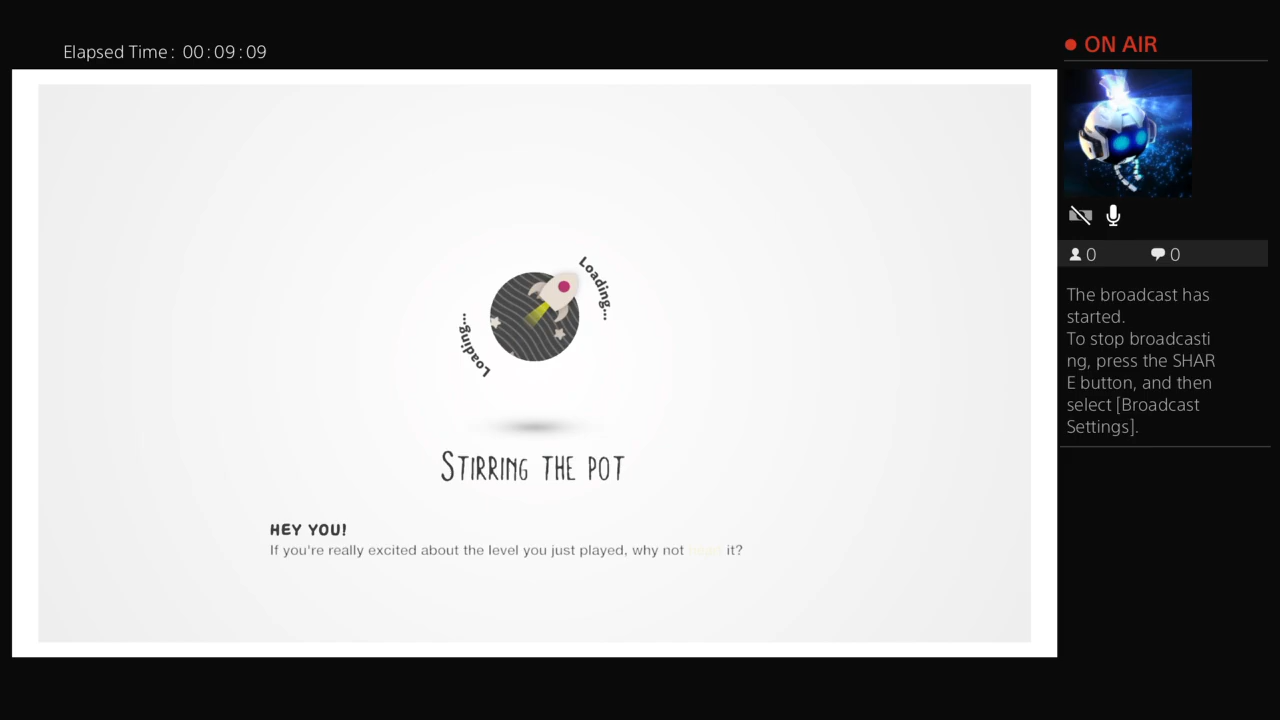 Elapsed Time: 00:09:09
ON AIR
Loading...
Loading...
0 0
The broadcast has
started.
To stop broadcasti
ng, press the SHAR
E button, and then
select [Broadcast
Settings].
STIRRING THE POT
HEY YOU!
If you're really excited about the level you just played, why not it?